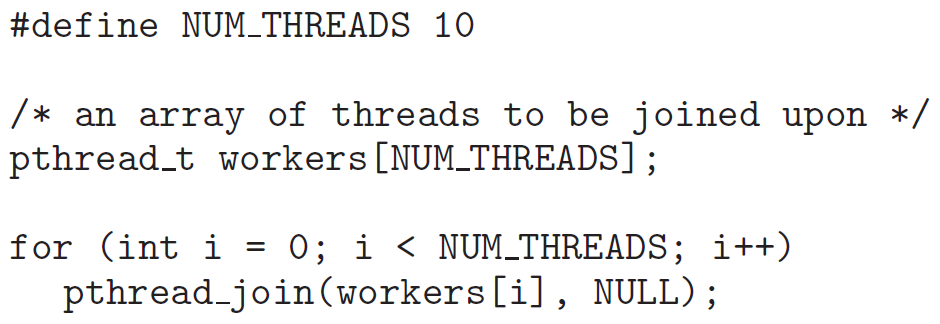 #define NUM_THREADS 10
/* an array of threads to be joined upon */
pthread_t workers[NUM_THREADS];
for (int i = 0; i < NUM_THREADS; i++)
pthread_join(workers[i], NULL);